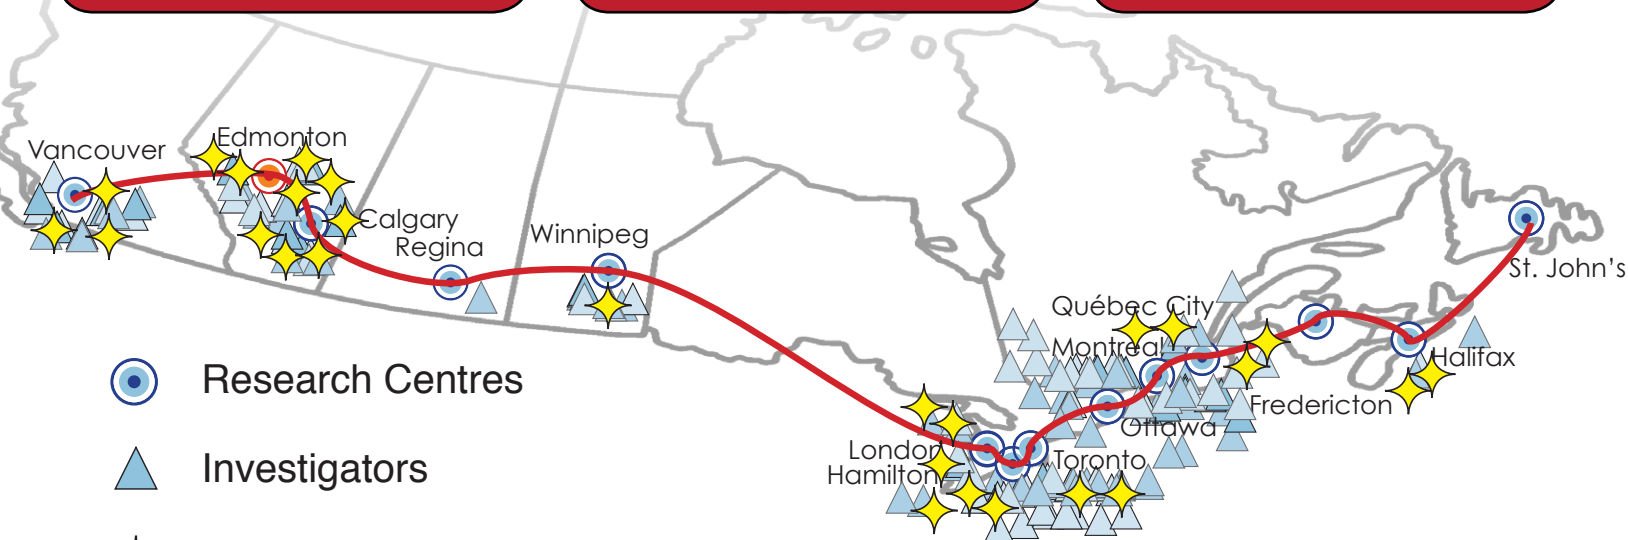 Edmonton
Vancouver
Calgary
Regina
Winnipeg
St. John's
Québec City
Montreal
Halifax
Research Centres
Fredericton
Ottawa
London
Toronto
Investigators
Hamilton